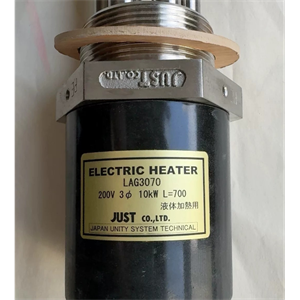 JUST
CO.,LTD.
ELECTRIC HEATER
LAG3070
200V 3φ 10kW L=700
液体加熱用
JUST CO.,LTD.
JAPAN UNITY SYSTEM TECHNICAL